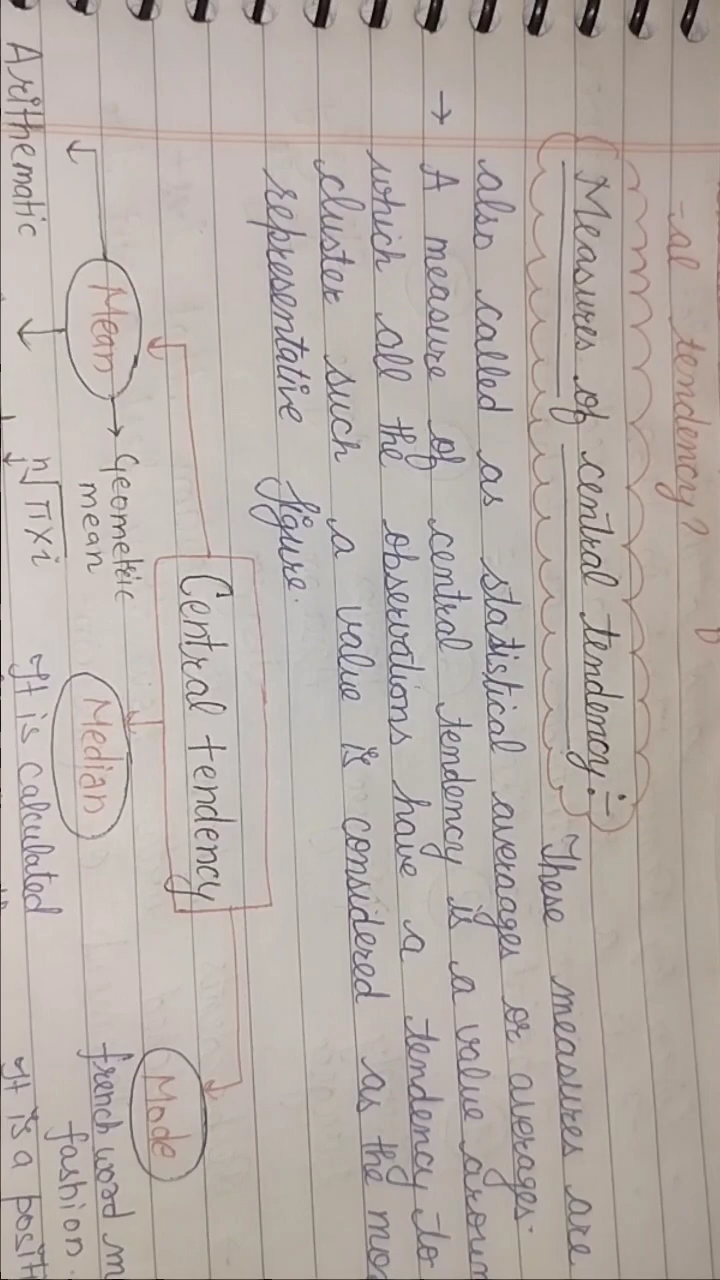 -al tendency?
Measures of central tendency:- These measures are
also called as statistical averages or averages.
→ A measure of central tendency is a value aroun
which all the observations have a tendency to
cluster such a value is considered as the mos
representative figure.
Central tendency
Mean → Geometric mean
Median
Mode
french word m
fashion.
Arithematic
ⁿ√πxi
It is calculated
It is a posit